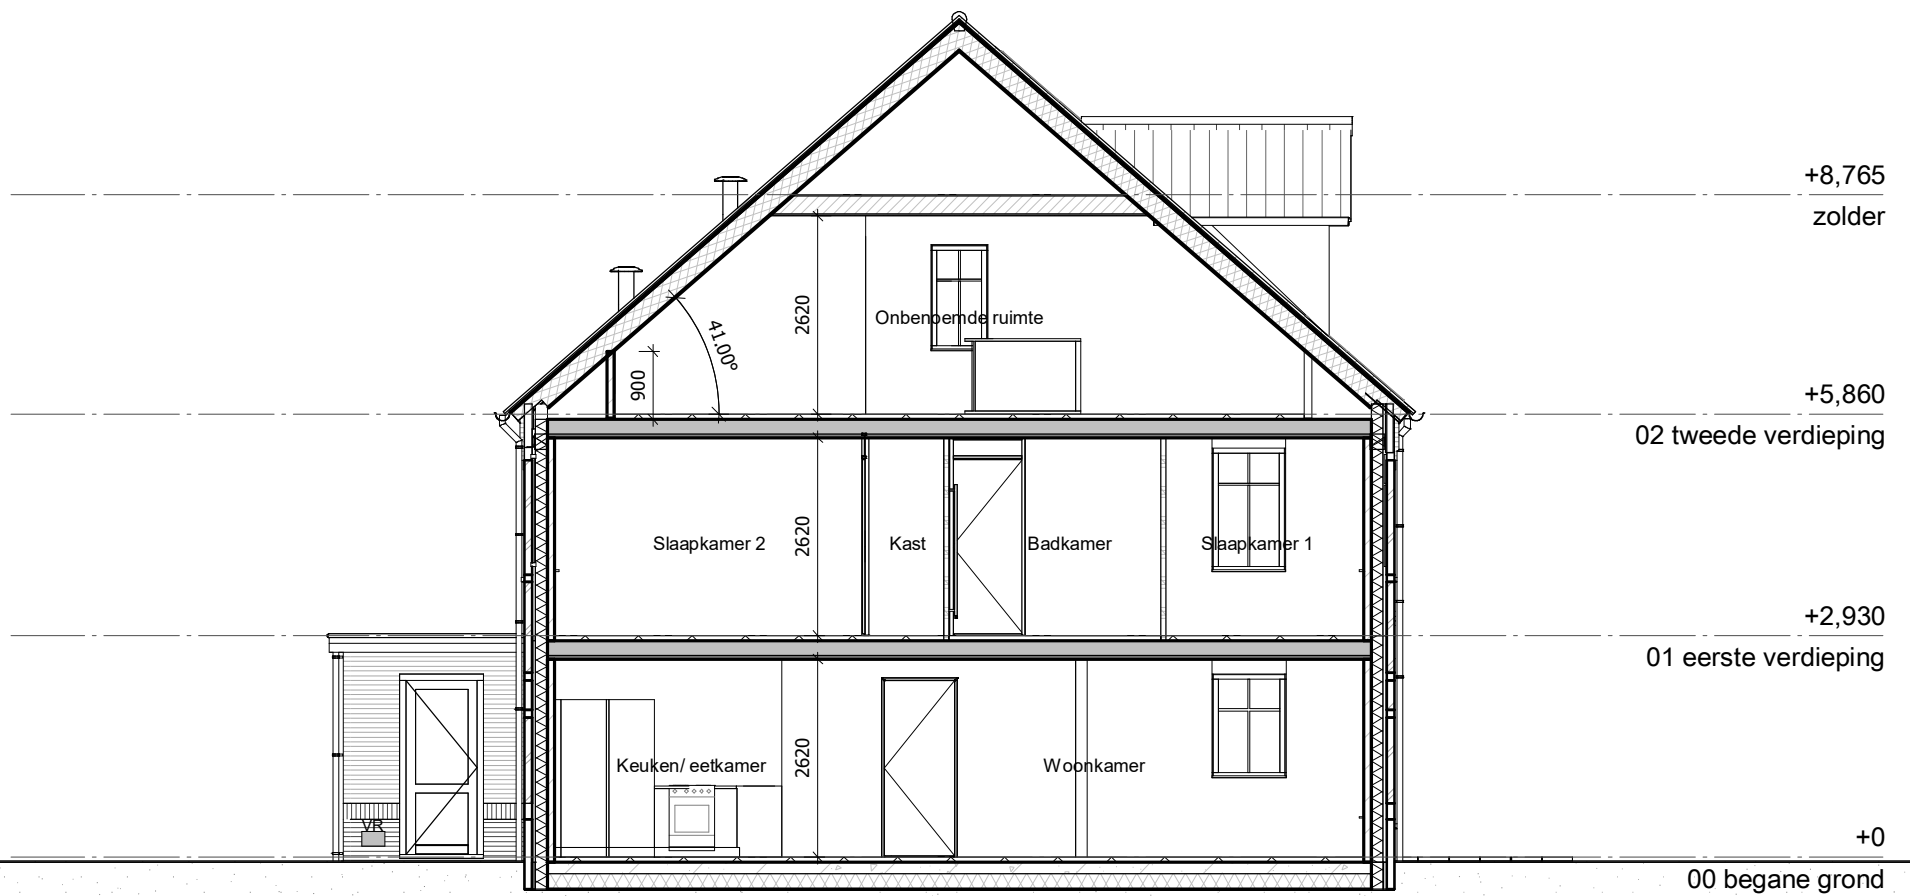 +8,765
zolder
2620
Onbenoemde ruimte
41.00°
900
+5,860
02 tweede verdieping
Slaapkamer 2
2620
Kast
Badkamer
Slaapkamer 1
+2,930
01 eerste verdieping
Keuken/ eetkamer
2620
Woonkamer
VR
+0
00 begane grond